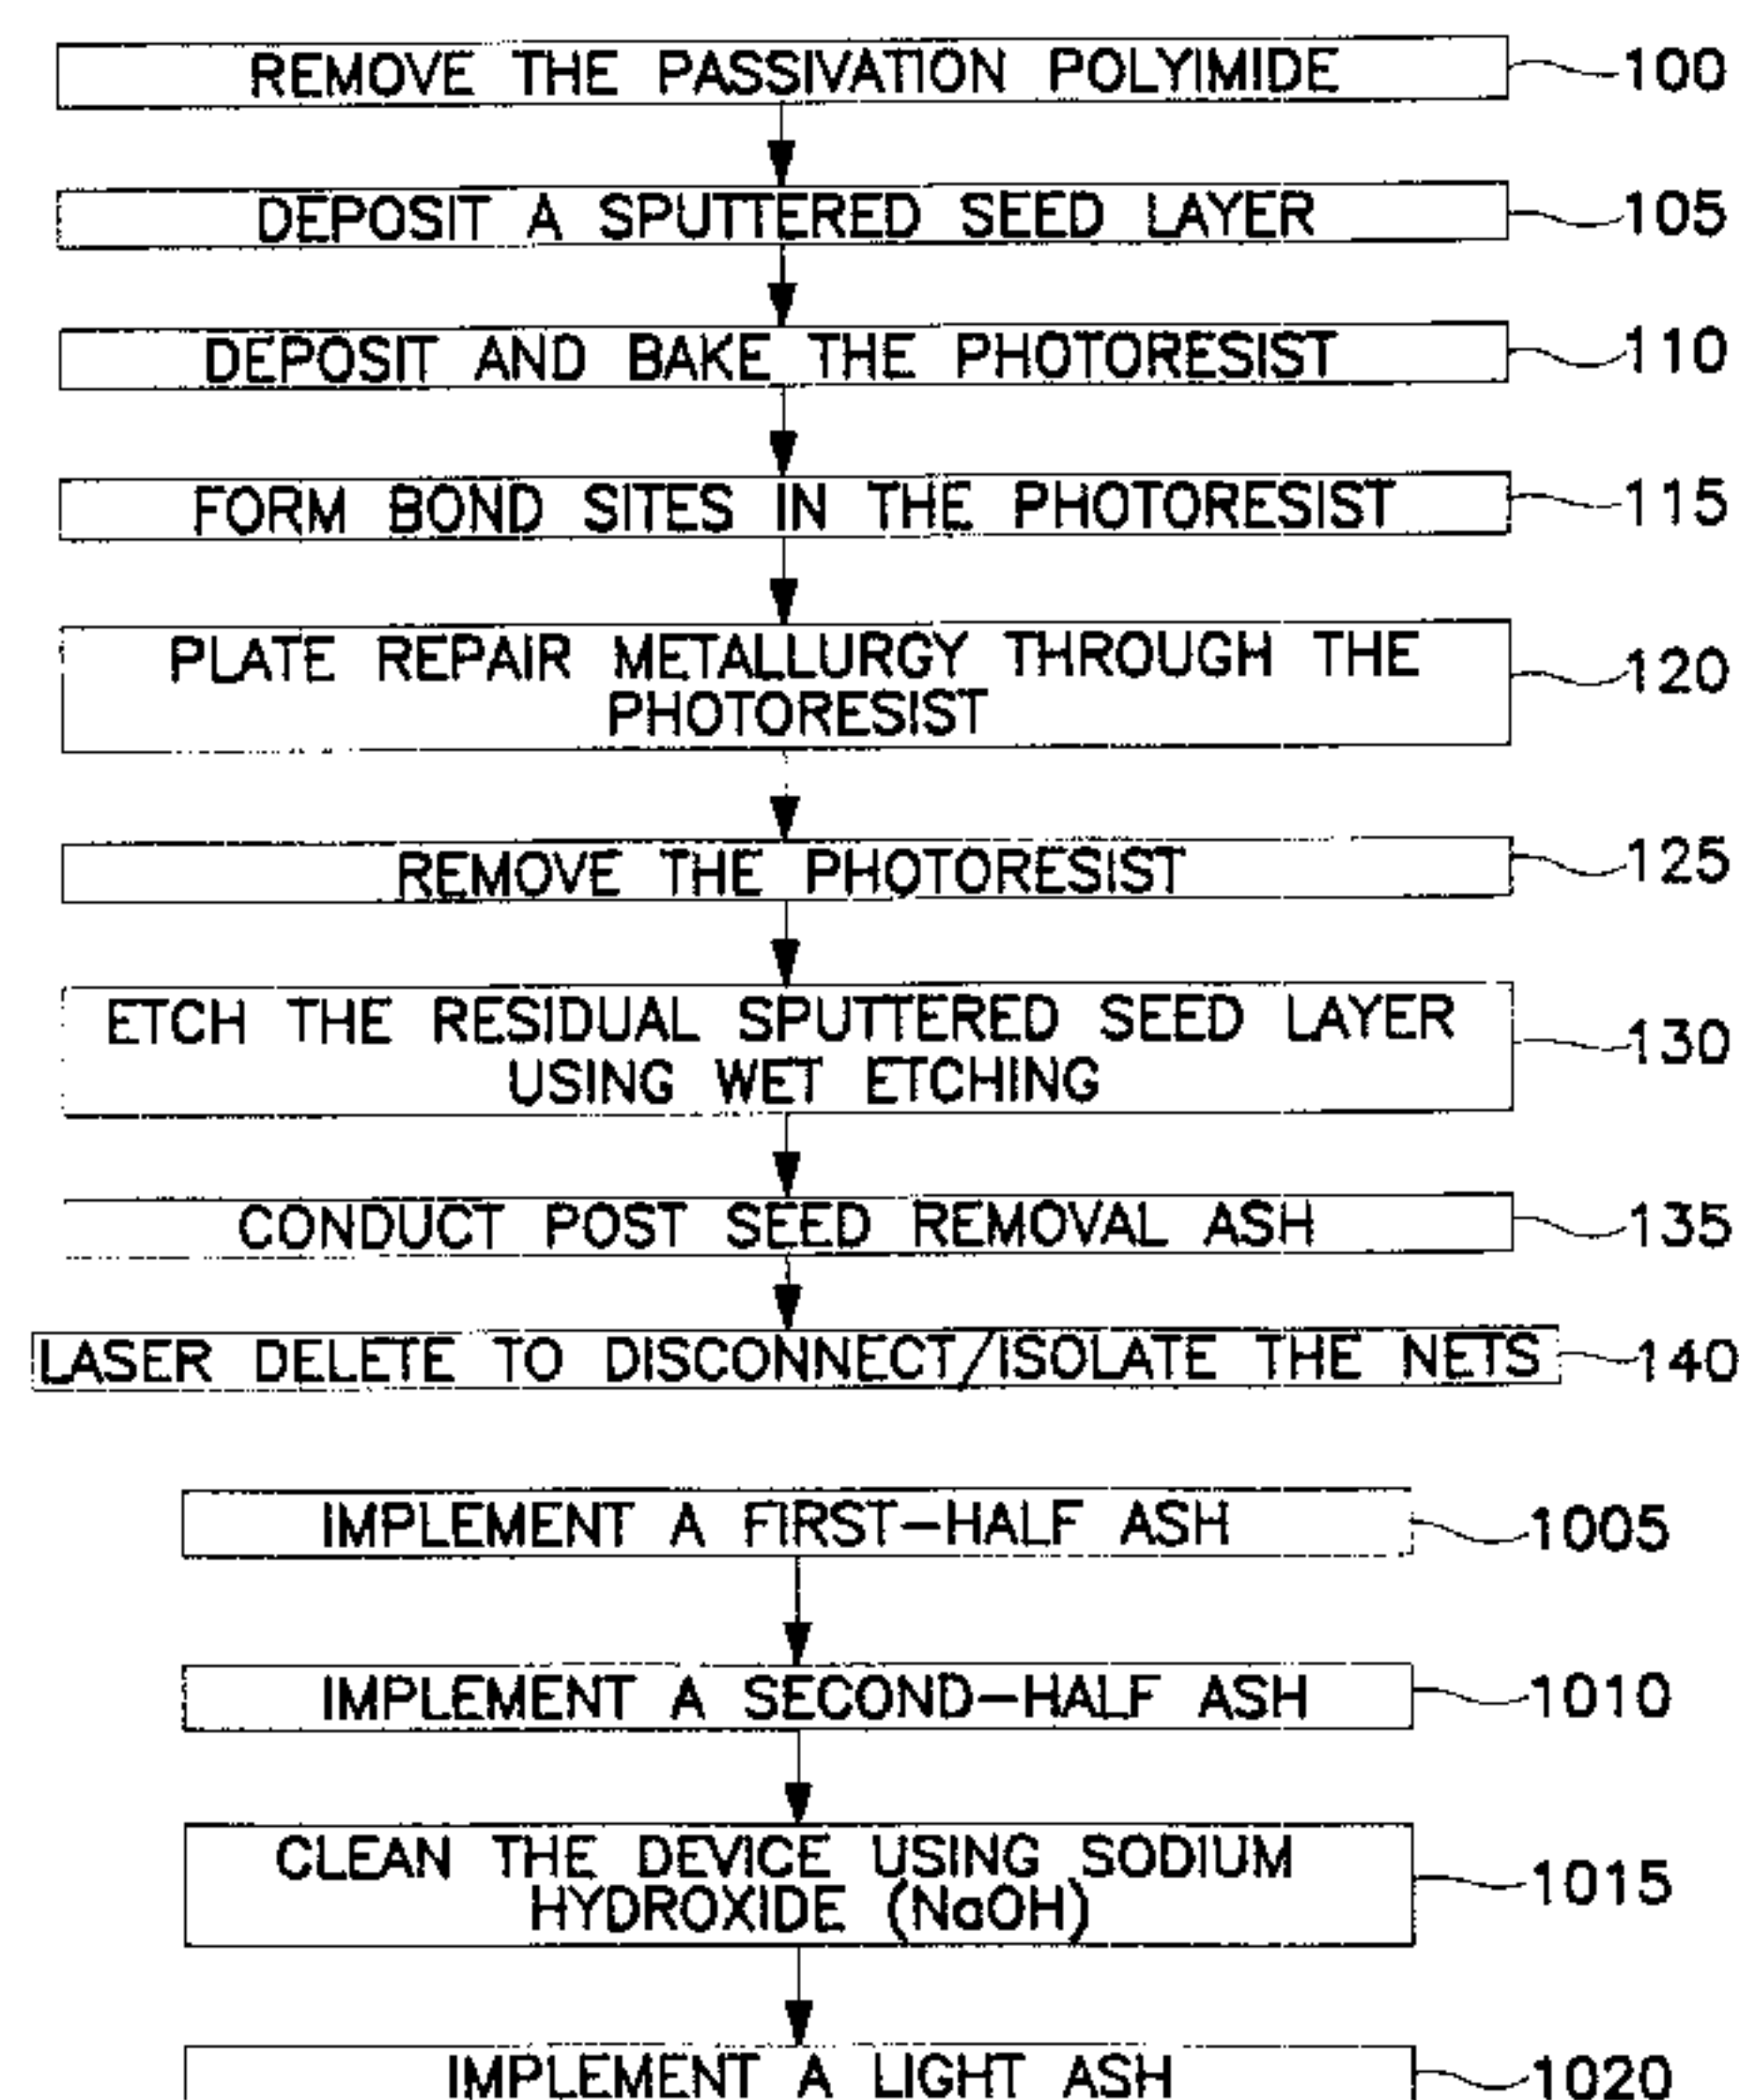 REMOVE THE PASSIVATION POLYIMIDE 100
DEPOSIT A SPUTTERED SEED LAYER 105
DEPOSIT AND BAKE THE PHOTORESIST 110
FORM BOND SITES IN THE PHOTORESIST 115
PLATE REPAIR METALLURGY THROUGH THE
PHOTORESIST 120
REMOVE THE PHOTORESIST 125
ETCH THE RESIDUAL SPUTTERED SEED LAYER
USING WET ETCHING 130
CONDUCT POST SEED REMOVAL ASH 135
LASER DELETE TO DISCONNECT/ISOLATE THE NETS 140
IMPLEMENT A FIRST-HALF ASH 1005
IMPLEMENT A SECOND-HALF ASH 1010
CLEAN THE DEVICE USING SODIUM
HYDROXIDE (NaOH) 1015
IMPLEMENT A LIGHT ASH 1020